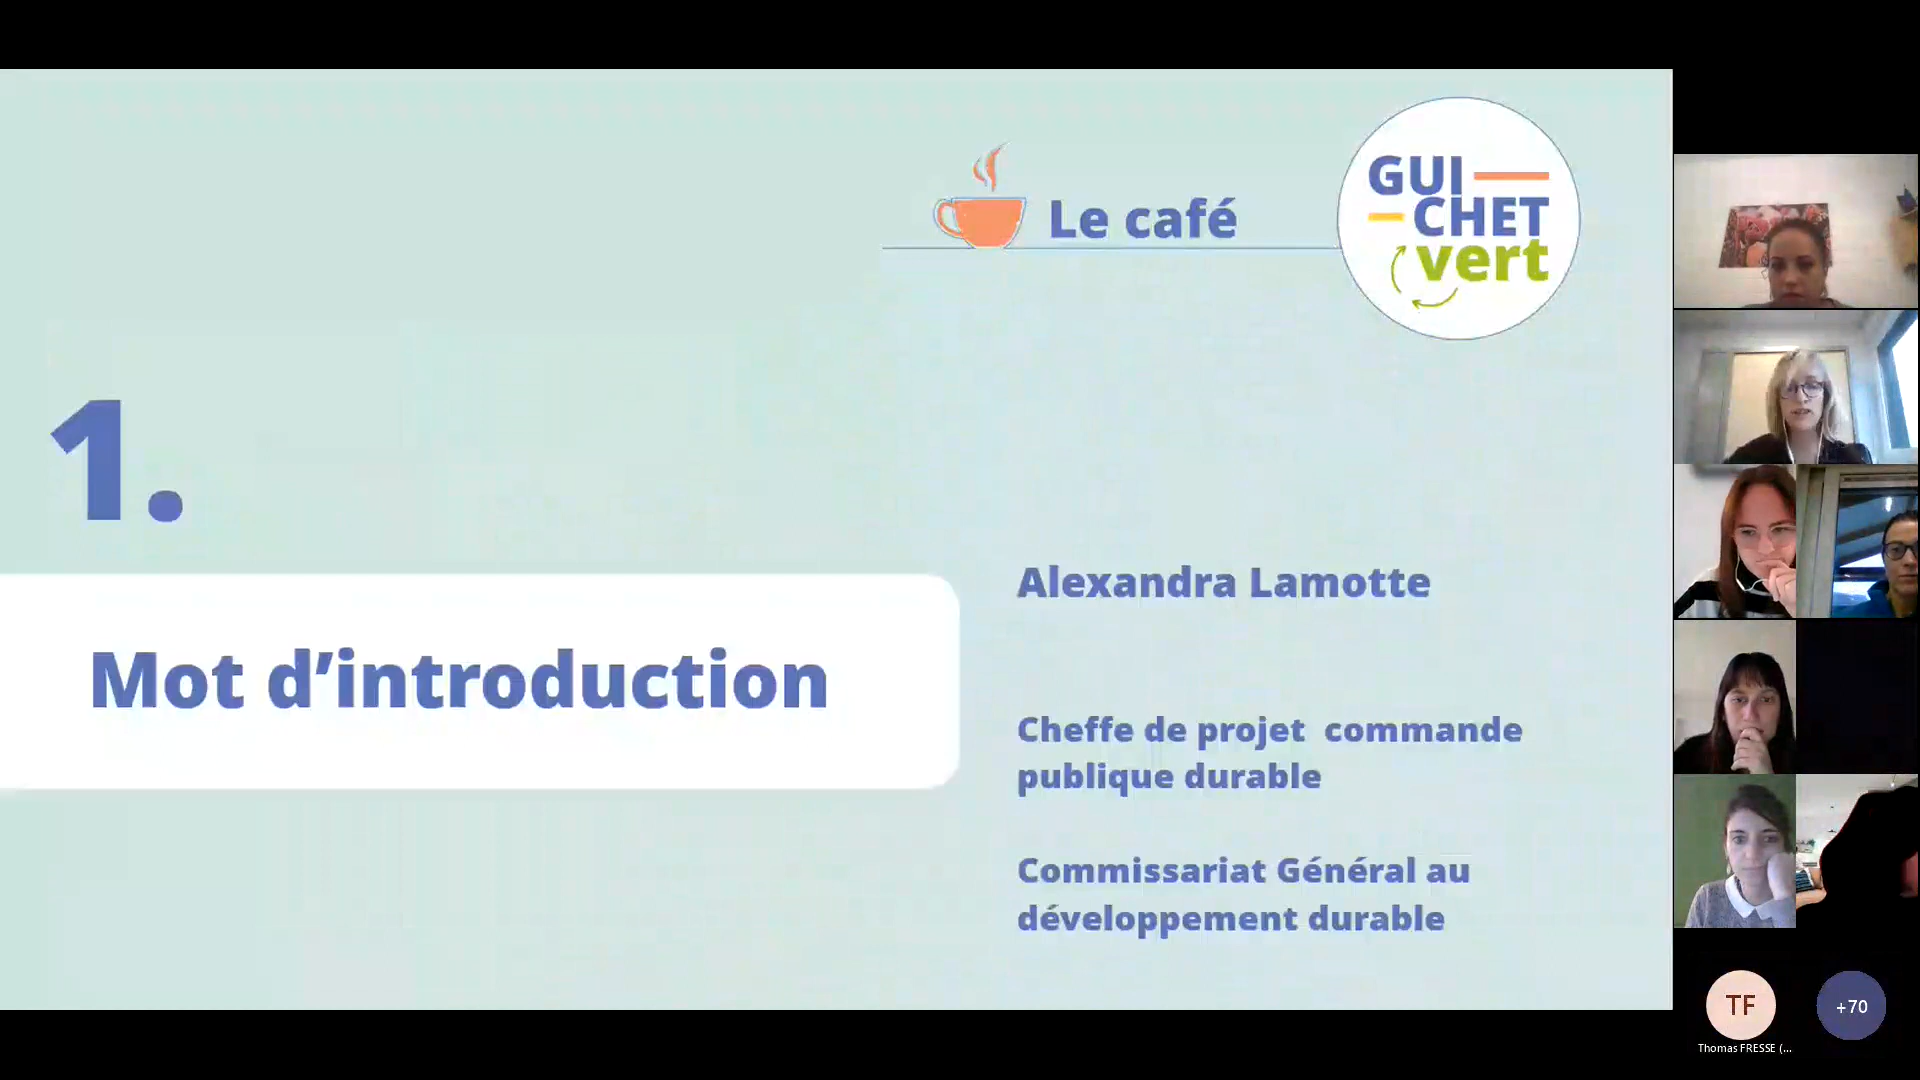 Le café
GUI
CHET
vert
1.
Mot d’introduction
Alexandra Lamotte
Cheffe de projet commande
publique durable
Commissariat Général au
développement durable
TF
+70
Thomas FRESSE (...